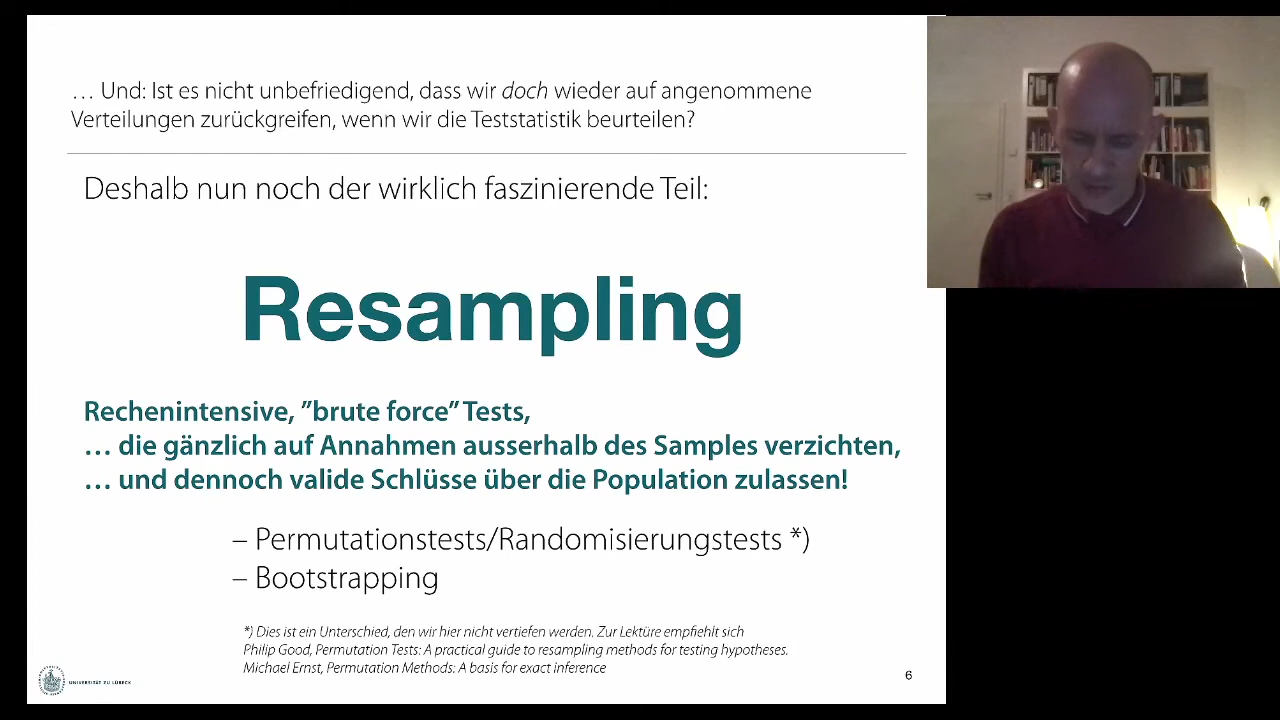 … Und: Ist es nicht unbefriedigend, dass wir doch wieder auf angenommene
Verteilungen zurückgreifen, wenn wir die Teststatistik beurteilen?
Deshalb nun noch der wirklich faszinierende Teil:
Resampling
Rechenintensive, ”brute force” Tests,
… die gänzlich auf Annahmen ausserhalb des Samples verzichten,
… und dennoch valide Schlüsse über die Population zulassen!
– Permutationstests/Randomisierungstests *)
– Bootstrapping
*) Dies ist ein Unterschied, den wir hier nicht vertiefen werden. Zur Lektüre empfiehlt sich
Philip Good, Permutation Tests: A practical guide to resampling methods for testing hypotheses.
Michael Ernst, Permutation Methods: A basis for exact inference
UNIVERSITÄT ZU LÜBECK
6